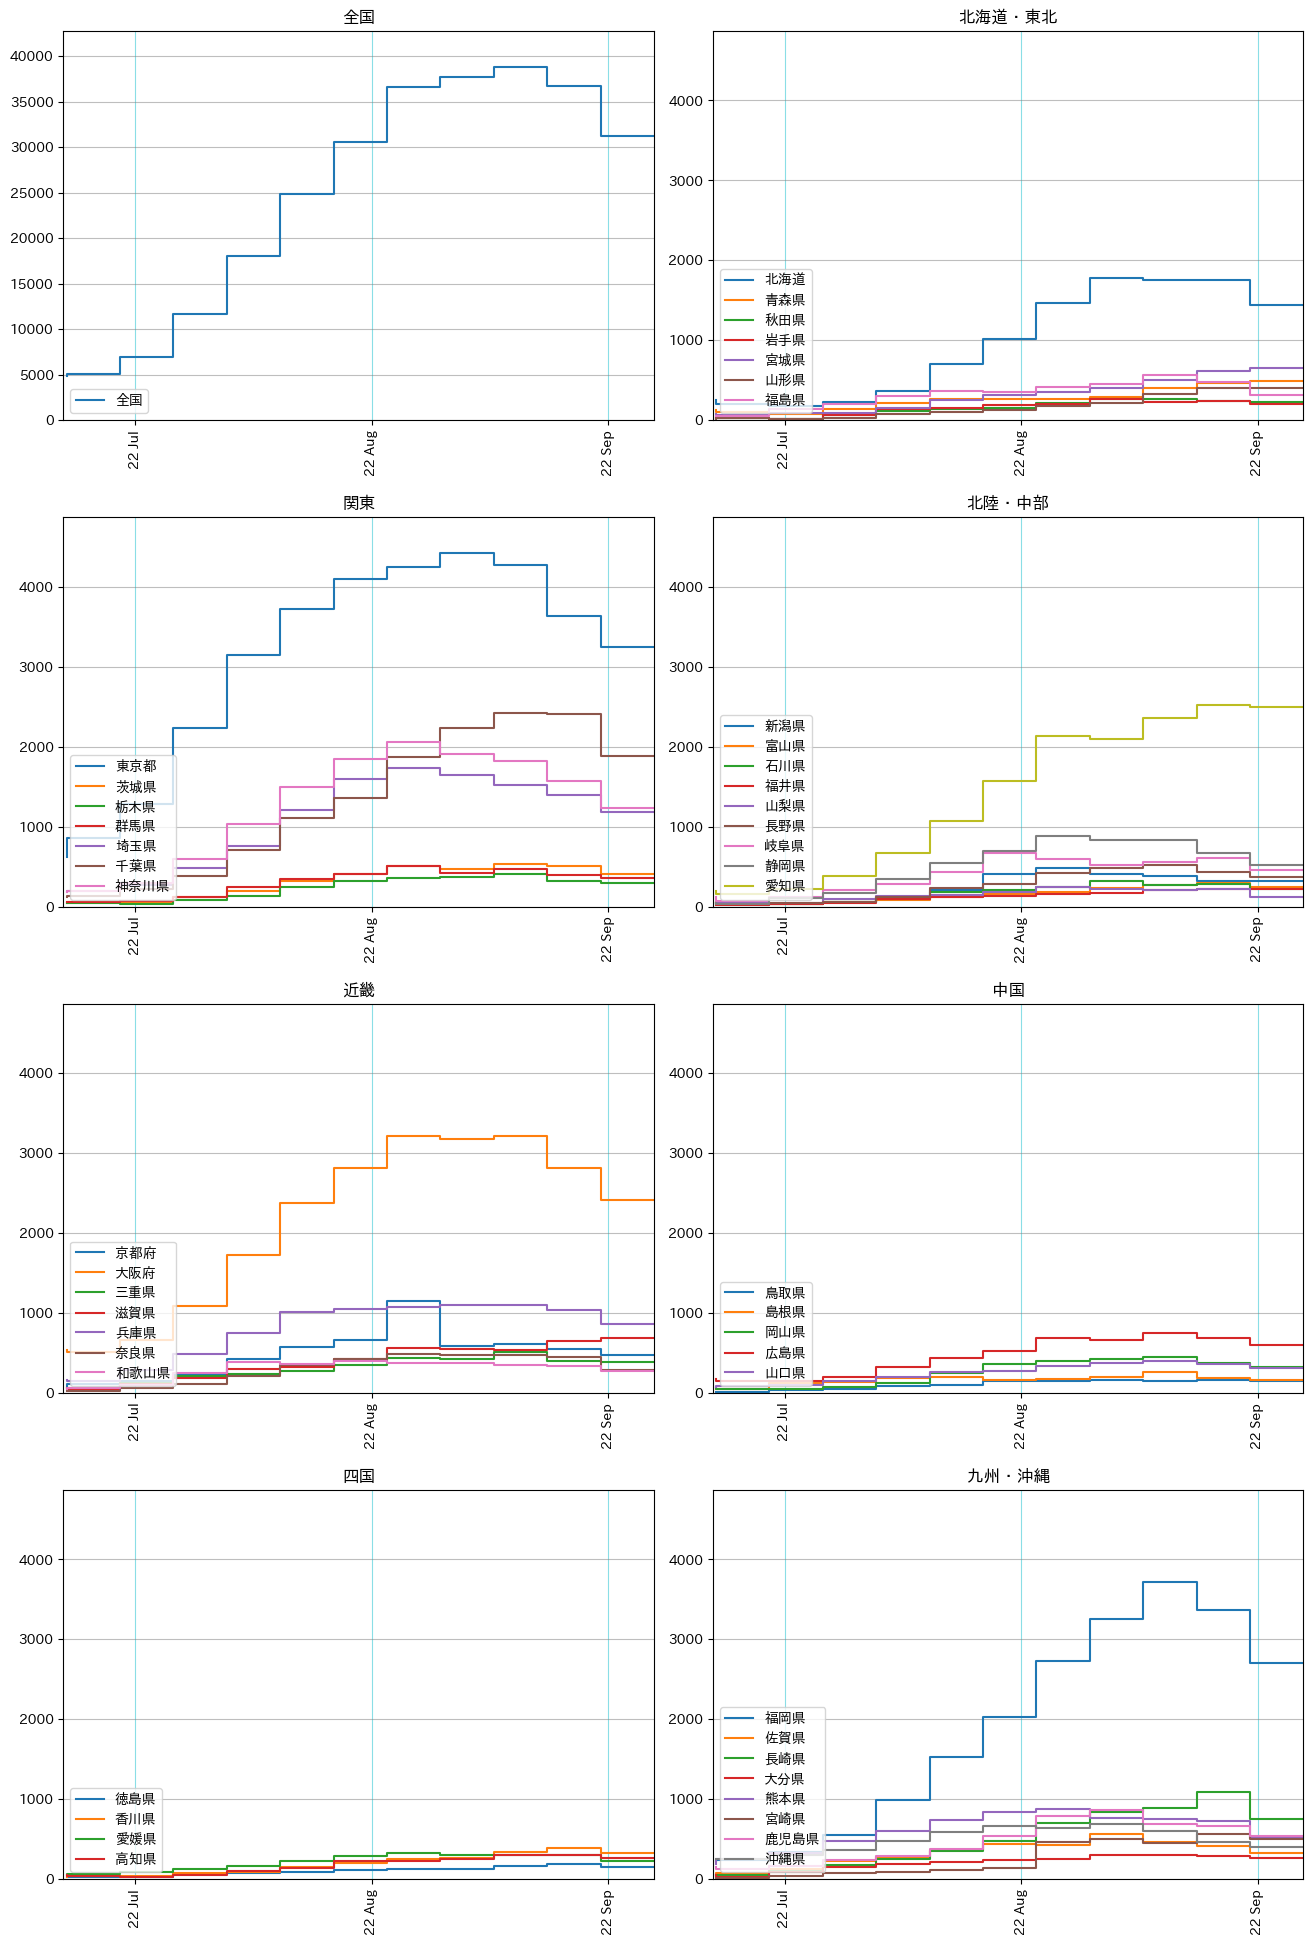 全国
40000
35000
30000
25000
20000
15000
10000
5000
0
全国
22 Jul
22 Aug
22 Sep
北海道・東北
4000
3000
2000
1000
0
北海道
青森県
秋田県
岩手県
宮城県
山形県
福島県
22 Jul
22 Aug
22 Sep
関東
4000
3000
2000
1000
0
東京都
茨城県
栃木県
群馬県
埼玉県
千葉県
神奈川県
22 Jul
22 Aug
22 Sep
北陸・中部
4000
3000
2000
1000
0
新潟県
富山県
石川県
福井県
山梨県
長野県
岐阜県
静岡県
愛知県
22 Jul
22 Aug
22 Sep
近畿
4000
3000
2000
1000
0
京都府
大阪府
三重県
滋賀県
兵庫県
奈良県
和歌山県
22 Jul
22 Aug
22 Sep
中国
4000
3000
2000
1000
0
鳥取県
島根県
岡山県
広島県
山口県
22 Jul
22 Aug
22 Sep
四国
4000
3000
2000
1000
0
徳島県
香川県
愛媛県
高知県
22 Jul
22 Aug
22 Sep
九州・沖縄
4000
3000
2000
1000
0
福岡県
佐賀県
長崎県
大分県
熊本県
宮崎県
鹿児島県
沖縄県
22 Jul
22 Aug
22 Sep